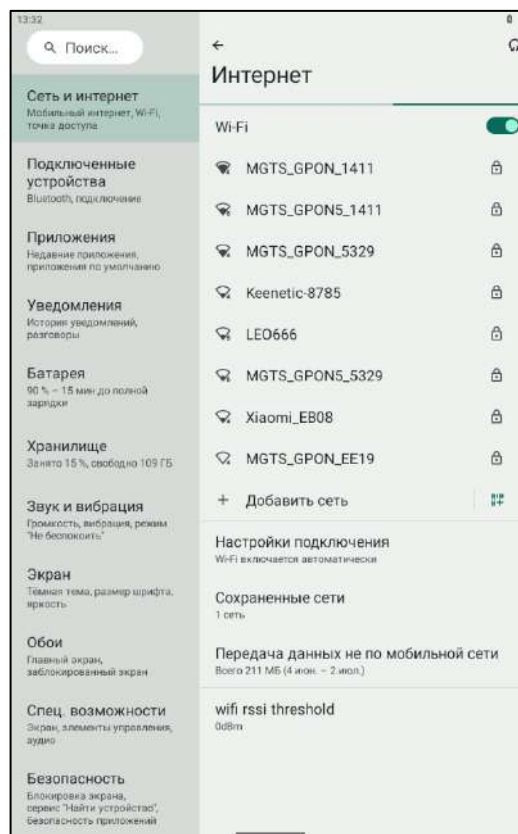 13:32
Поиск...
Сеть и интернет
Мобильный интернет, Wi-Fi,
точка доступа
Подключенные
устройства
Bluetooth, подключение
Приложения
Недавние приложения,
приложения по умолчанию
Уведомления
История уведомлений,
разговоры
Батарея
90 % – 15 мин до полной
зарядки
Хранилище
Занято 15 %, свободно 109 ГБ
Звук и вибрация
Громкость, вибрация, режим
"Не беспокоить"
Экран
Тёмная тема, размер шрифта,
яркость
Обои
Главный экран,
заблокированный экран
Спец. возможности
Экран, элементы управления,
аудио
Безопасность
Блокировка экрана,
сервис "Найти устройство",
безопасность приложений
Интернет
Wi-Fi
MGTS_GPON_1411
MGTS_GPON5_1411
MGTS_GPON_5329
Keenetic-8785
LEO666
MGTS_GPON5_5329
Xiaomi_EB08
MGTS_GPON_EE19
+ Добавить сеть
Настройки подключения
Wi-Fi включается автоматически
Сохраненные сети
1 сеть
Передача данных не по мобильной сети
Всего 211 МБ (4 июн. – 2 июл.)
wifi rssi threshold
0dBm